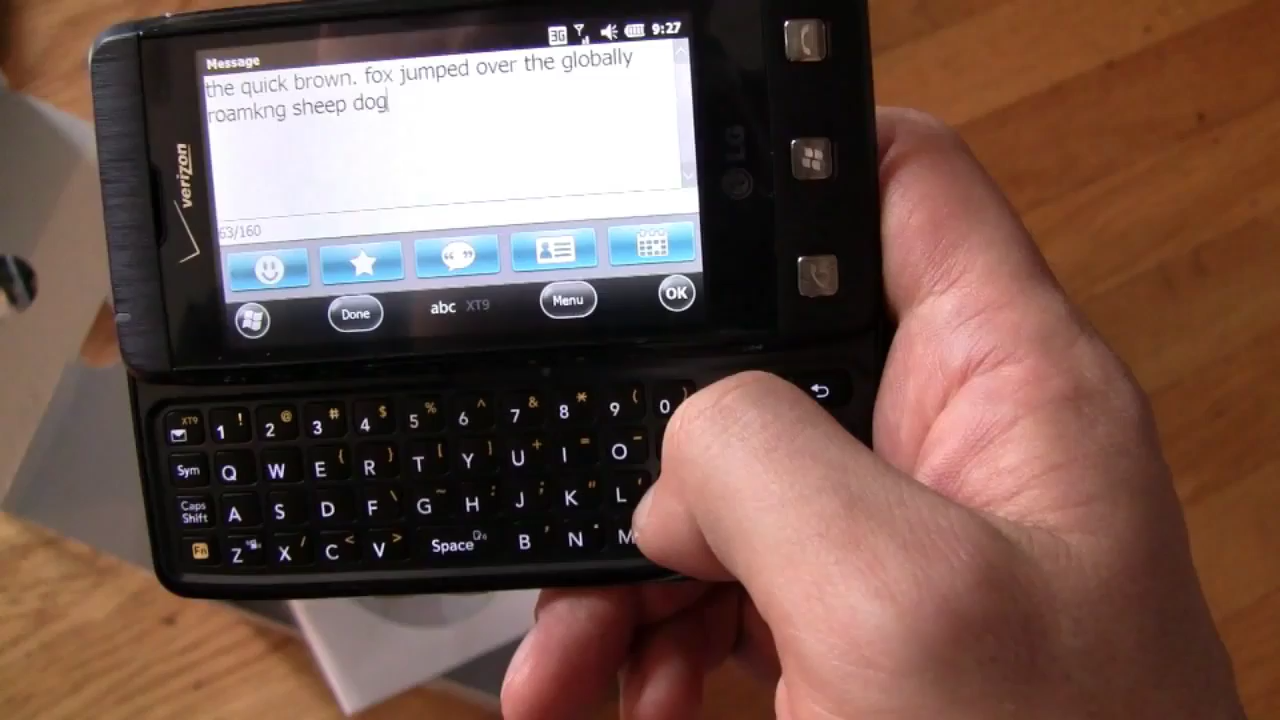 3G 9:27
Message
the quick brown. fox jumped over the globally
roamkng sheep dog
63/160
Done abc XT9 Menu OK
verizon
LG
XT9 1 ! 2 @ 3 # 4 $ 5 % 6 ^ 7 & 8 * 9 ( 0 )
Sym Q W E { R } T [ Y ] U + I = O -
Caps Shift A S D F \ G ~ H : J ; K " L '
Fn Z X / C < V > Space B ' N . M